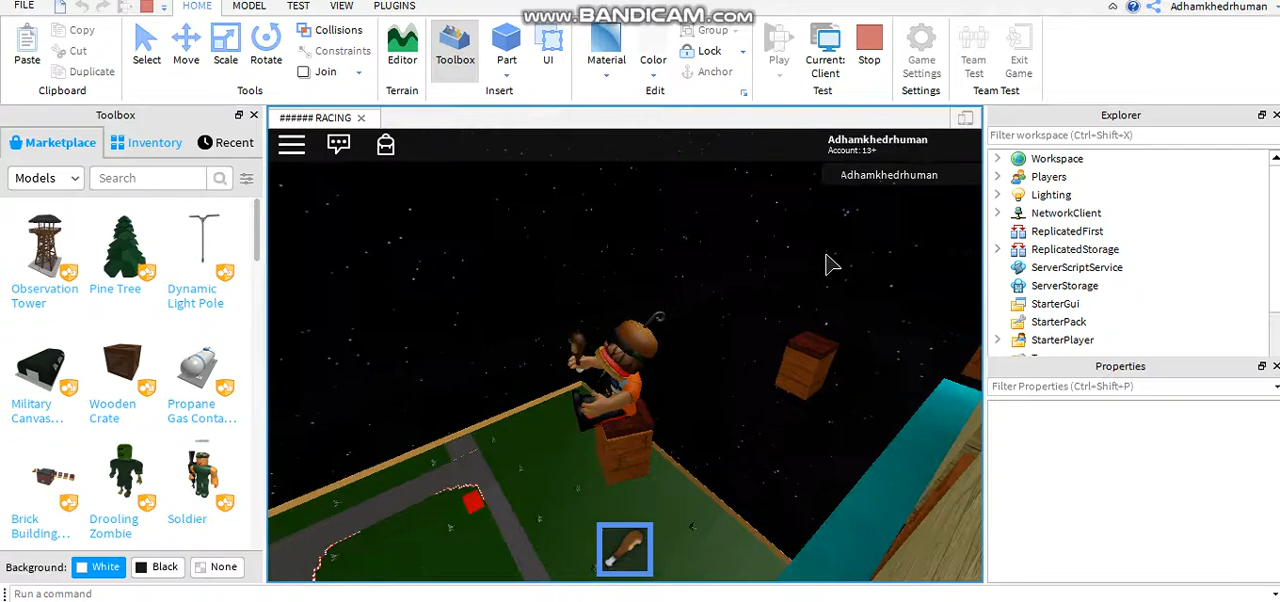 FILE HOME MODEL TEST VIEW PLUGINS
www.BANDICAM.com
Adhamkhedrhuman
Paste Copy Cut Duplicate
Clipboard
Select Move Scale Rotate Collisions Constraints Join
Tools
Editor
Terrain
Toolbox Part UI
Insert
Material Color Group Lock Anchor
Edit
Play Current: Client Stop
Test
Game Settings
Settings
Team Test Exit Game
Team Test
Toolbox
Marketplace Inventory Recent
Models Search
Observation Tower
Pine Tree
Dynamic Light Pole
Military Canvas...
Wooden Crate
Propane Gas Conta...
Brick Building...
Drooling Zombie
Soldier
Background: White Black None
Run a command
###### RACING
Adhamkhedrhuman
Account: 13+
Adhamkhedrhuman
Explorer
Filter workspace (Ctrl+Shift+X)
Workspace
Players
Lighting
NetworkClient
ReplicatedFirst
ReplicatedStorage
ServerScriptService
ServerStorage
StarterGui
StarterPack
StarterPlayer
Properties
Filter Properties (Ctrl+Shift+P)